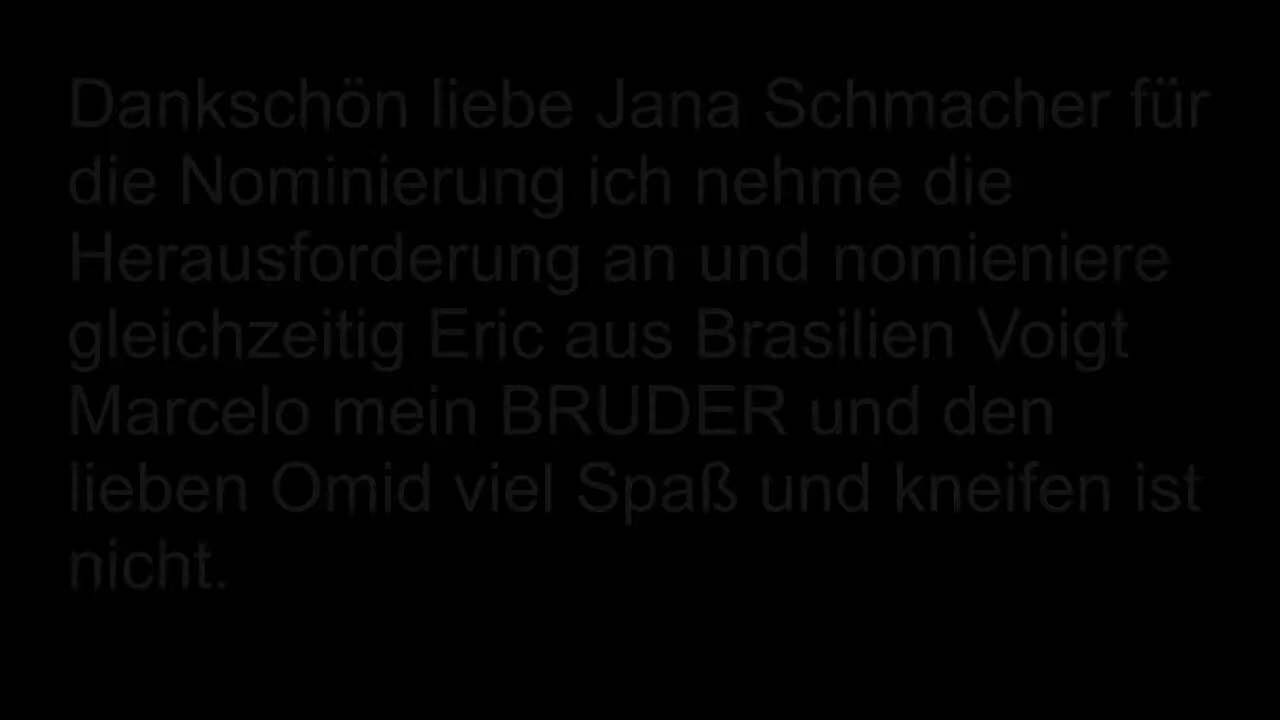 Dankschön liebe Jana Schmacher für
die Nominierung ich nehme die
Herausforderung an und nomieniere
gleichzeitig Eric aus Brasilien Voigt
Marcelo mein BRUDER und den
lieben Omid viel Spaß und kneifen ist
nicht.